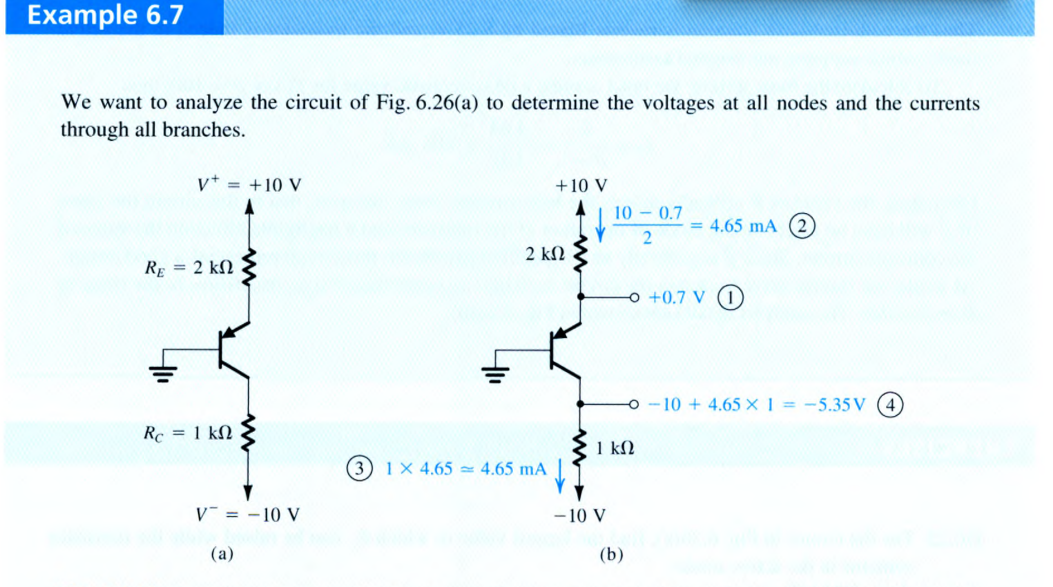 Example 6.7
We want to analyze the circuit of Fig. 6.26(a) to determine the voltages at all nodes and the currents
through all branches.
V⁺ = +10 V
R_E = 2 kΩ
R_C = 1 kΩ
V⁻ = −10 V
(a)
+10 V
10 − 0.7
2
= 4.65 mA ②
2 kΩ
+0.7 V ①
−10 + 4.65 × 1 = −5.35 V ④
1 kΩ
③ 1 × 4.65 ≃ 4.65 mA
−10 V
(b)